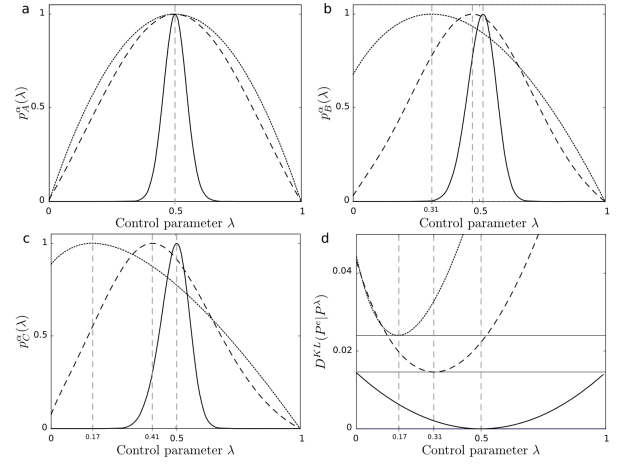 a
1
0.5
0
p_A^α(λ)
0
0.5
1
Control parameter λ
b
1
0.5
0
p_B^α(λ)
0
0.31
0.5
1
Control parameter λ
c
1
0.5
0
p_C^α(λ)
0
0.17
0.41
0.5
1
Control parameter λ
d
0.04
0.02
0
D^{KL}(P^e|P^λ)
0
0.17
0.31
0.5
1
Control parameter λ